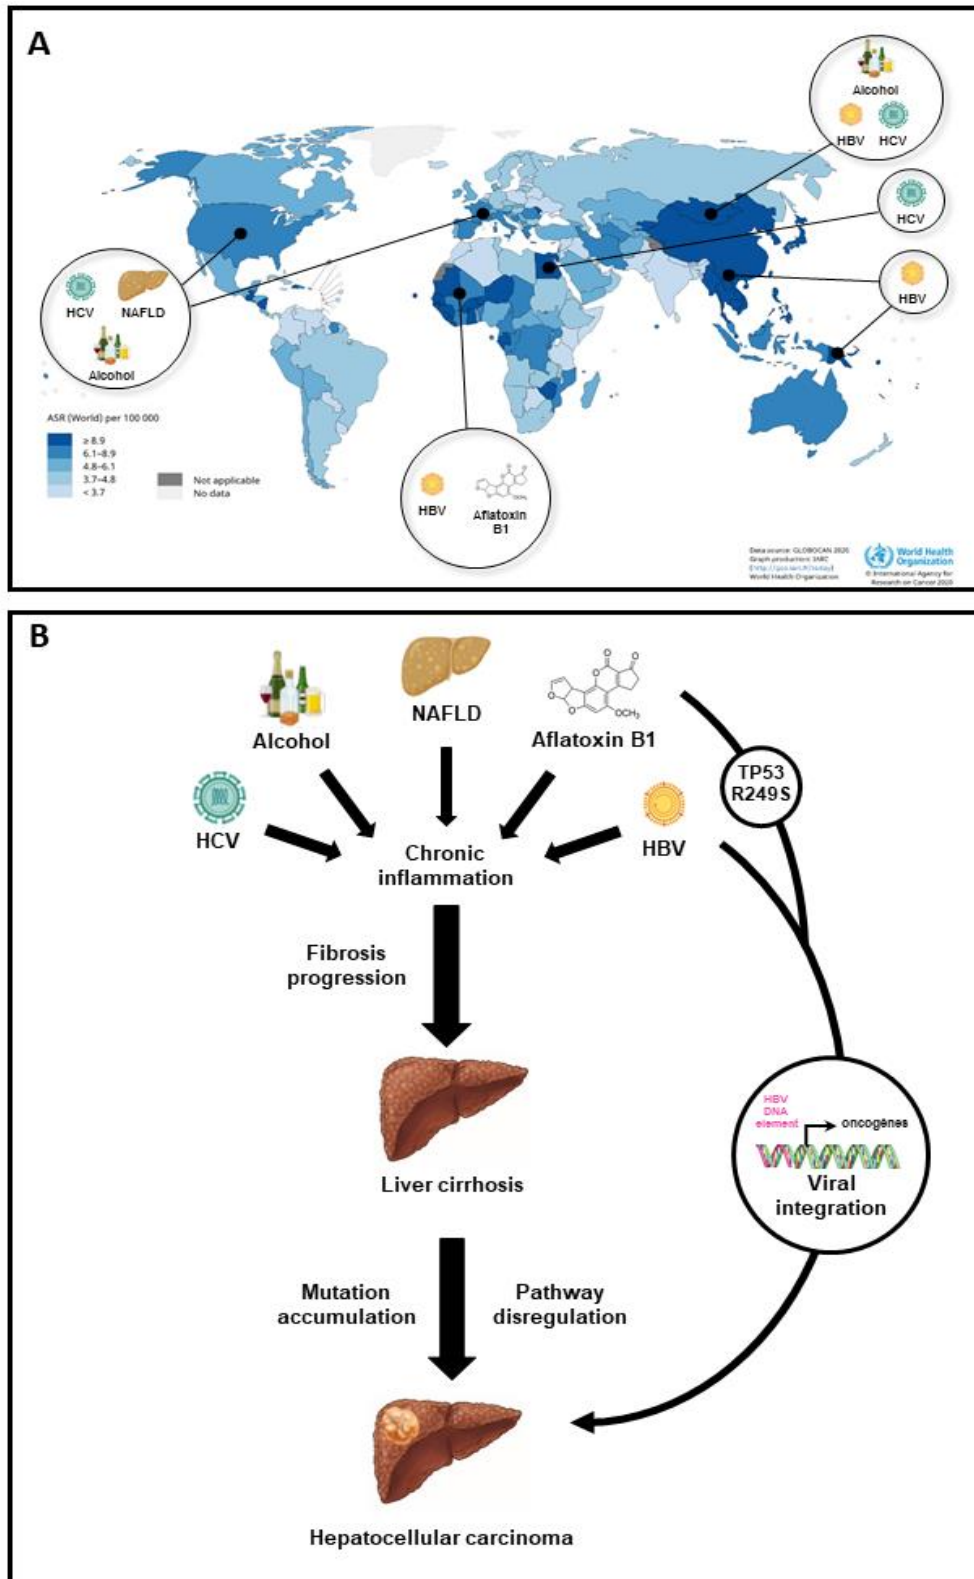 A
Alcohol
HBV HCV
HCV
HBV
HCV NAFLD
Alcohol
ASR (World) per 100 000
≥ 8.9
6.1–8.9
4.8–6.1
3.7–4.8
< 3.7
Not applicable
No data
HBV Aflatoxin
B1
Data source: GLOBOCAN 2020
Graph production: IARC
World Health Organization
World Health
Organization
© International Agency for
Research on Cancer 2020
B
Alcohol
NAFLD
O O
O
O
OCH₃
Aflatoxin B1
TP53
R249S
HCV
HBV
Chronic
inflammation
Fibrosis
progression
HBV
DNA
element
oncogènes
Viral
integration
Liver cirrhosis
Mutation
accumulation
Pathway
disregulation
Hepatocellular carcinoma